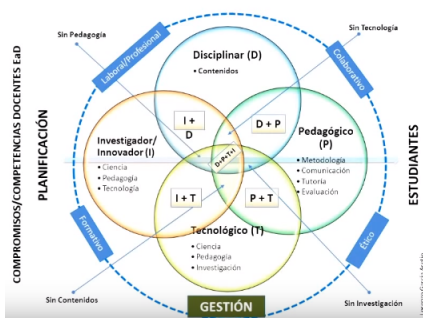 Sin Pedagogía
Sin Tecnología
Laboral/Profesional
Colaborativo
Disciplinar (D)
• Contenidos
I +
D
D + P
COMPROMISOS/COMPETENCIAS DOCENTES EaD
PLANIFICACIÓN
Investigador/
Innovador (I)
• Ciencia
• Pedagogía
• Tecnología
D+P+T+I
Pedagógico
(P)
• Metodología
• Comunicación
• Tutoría
• Evaluación
ESTUDIANTES
I + T
P + T
Formativo
Ético
Tecnológico (T)
• Ciencia
• Pedagogía
• Investigación
Sin Contenidos
Sin Investigación
GESTIÓN